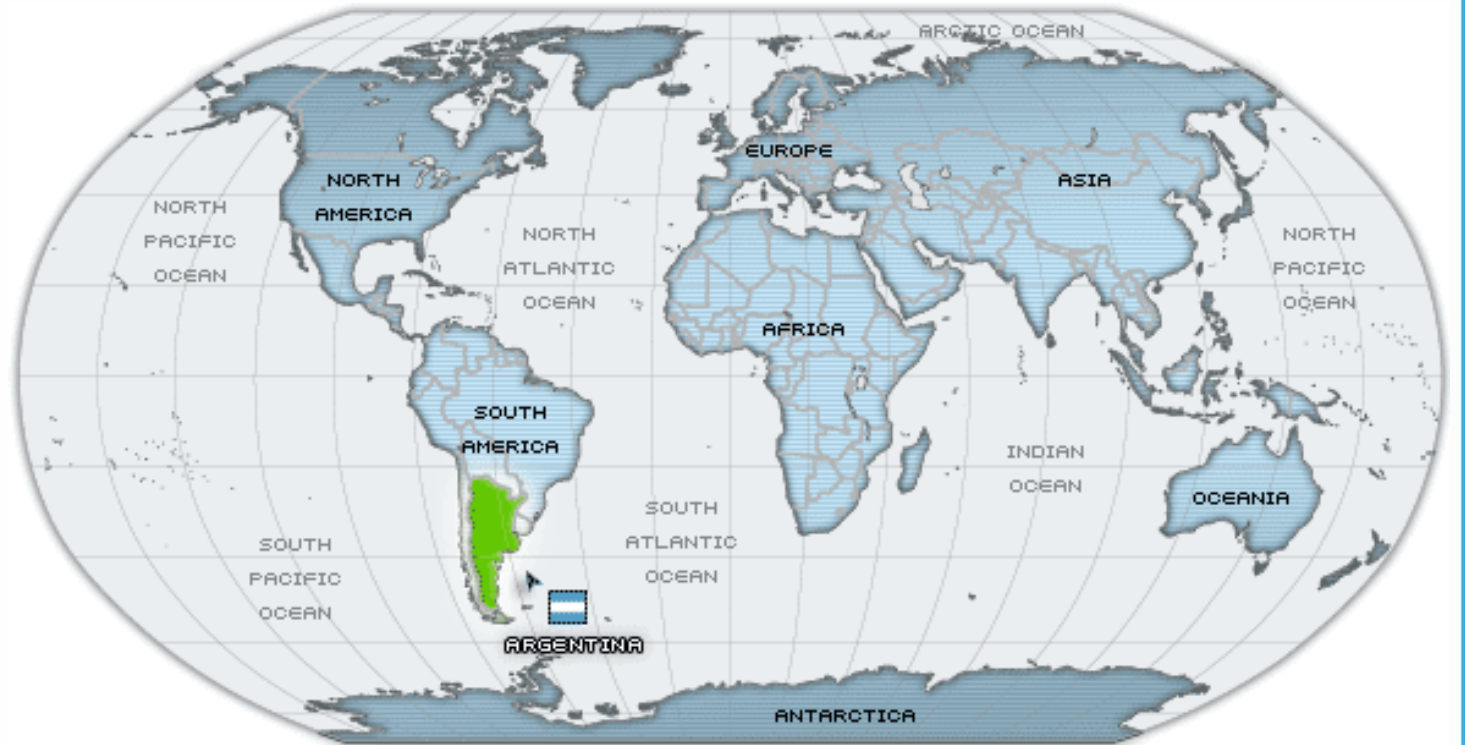 ARCTIC OCEAN
EUROPE
NORTH
AMERICA
ASIA
NORTH
PACIFIC
OCEAN
NORTH
ATLANTIC
OCEAN
NORTH
PACIFIC
OCEAN
AFRICA
SOUTH
AMERICA
INDIAN
OCEAN
OCEANIA
SOUTH
ATLANTIC
OCEAN
SOUTH
PACIFIC
OCEAN
ARGENTINA
ANTARCTICA